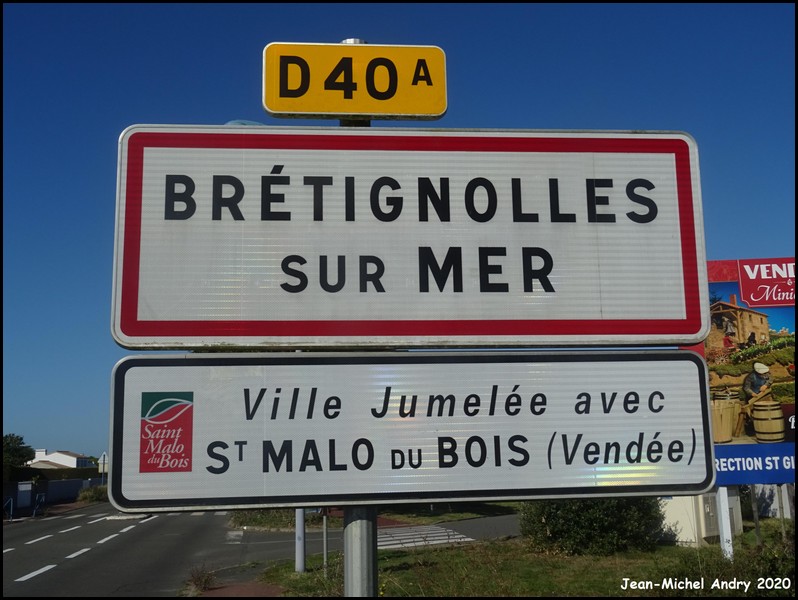 D40A
BRÉTIGNOLLES
SUR MER
Ville Jumelée avec
ST MALO DU BOIS (Vendée)
Saint
Malo
du Bois
VEND
Mini
RECTION ST GI
Jean-Michel Andry 2020